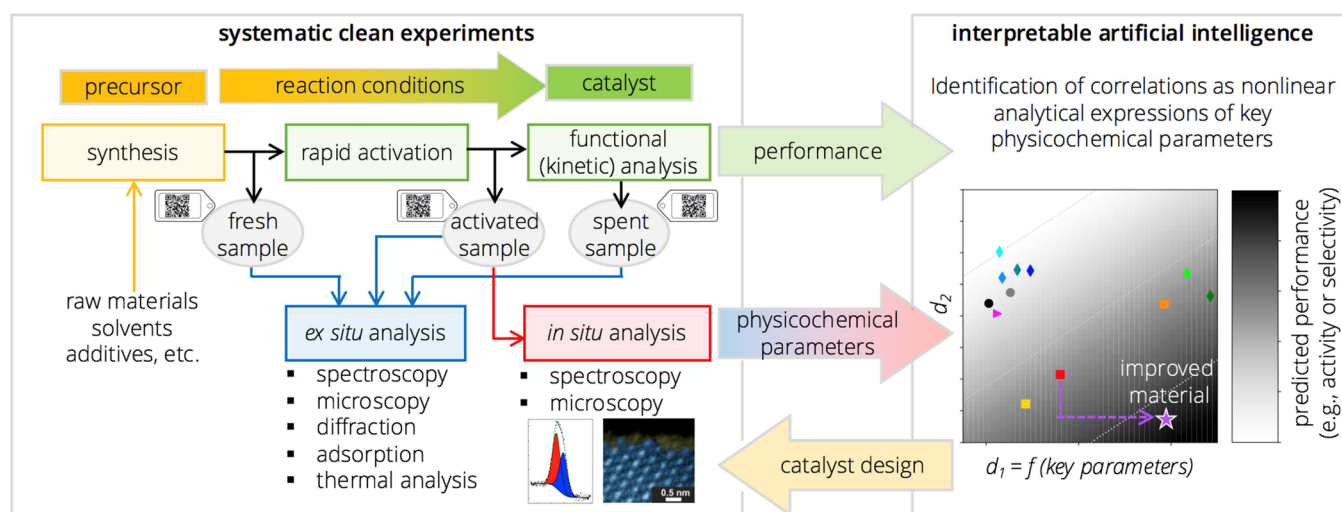 systematic clean experiments
precursor
reaction conditions
catalyst
synthesis
rapid activation
functional
(kinetic) analysis
fresh
sample
activated
sample
spent
sample
raw materials
solvents
additives, etc.
ex situ analysis
in situ analysis
▪ spectroscopy
▪ microscopy
▪ diffraction
▪ adsorption
▪ thermal analysis
▪ spectroscopy
▪ microscopy
0.5 nm
performance
physicochemical
parameters
catalyst design
interpretable artificial intelligence
Identification of correlations as nonlinear
analytical expressions of key
physicochemical parameters
d2
improved
material
d1 = f (key parameters)
predicted performance
(e.g., activity or selectivity)